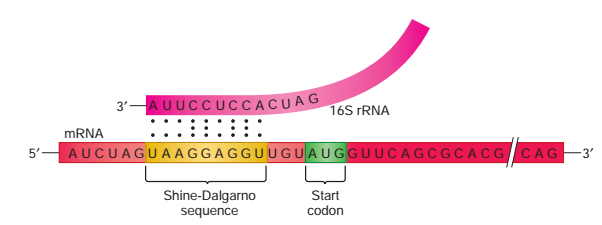 3′ AUUCCUCCACUAG
16S rRNA
mRNA
5′ AUCUAGUAAGGAGGUUGUAUGGUUCAGCGCACG CAG 3′
Shine-Dalgarno
sequence
Start
codon